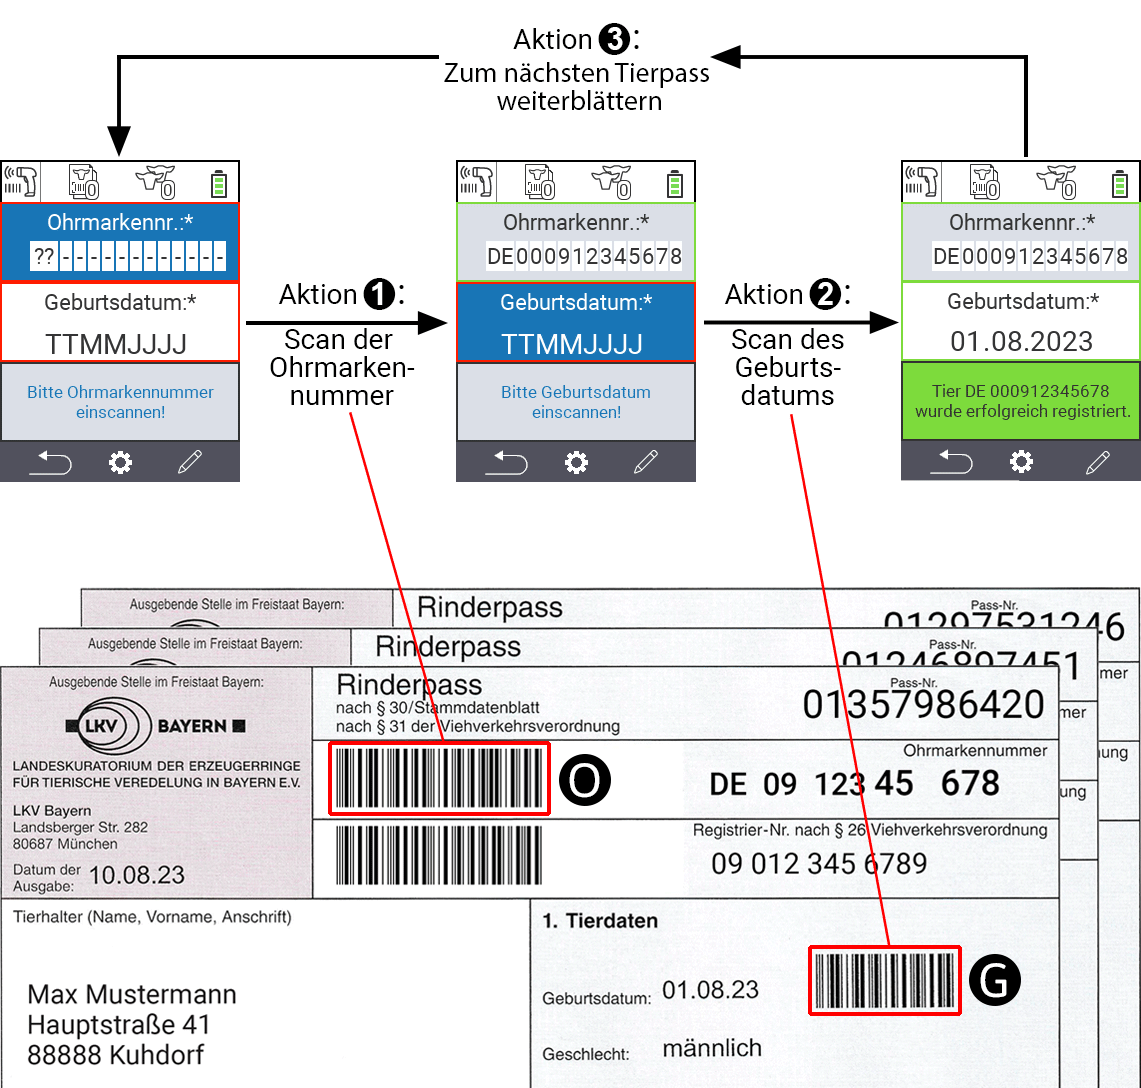 Aktion 3:
Zum nächsten Tierpass
weiterblättern
0
0
Ohrmarkennr.:*
??------------
Geburtsdatum:*
TTMMJJJJ
Bitte Ohrmarkennummer
einscannen!
Aktion 1:
Scan der
Ohrmarken-
nummer
0
0
Ohrmarkennr.:*
DE000912345678
Geburtsdatum:*
TTMMJJJJ
Bitte Geburtsdatum
einscannen!
Aktion 2:
Scan des
Geburts-
datums
0
0
Ohrmarkennr.:*
DE000912345678
Geburtsdatum:*
01.08.2023
Tier DE 000912345678
wurde erfolgreich registriert.
Ausgebende Stelle im Freistaat Bayern:
Rinderpass
Pass-Nr.
01297531246
Ausgebende Stelle im Freistaat Bayern:
Rinderpass
Pass-Nr.
01246897451
mer
Ausgebende Stelle im Freistaat Bayern:
LKV BAYERN
LANDESKURATORIUM DER ERZEUGERRINGE
FÜR TIERISCHE VEREDELUNG IN BAYERN E.V.
LKV Bayern
Landsberger Str. 282
80687 München
Datum der
Ausgabe: 10.08.23
Rinderpass
nach § 30/Stammdatenblatt
nach § 31 der Viehverkehrsverordnung
Pass-Nr.
01357986420
mer
ung
ung
O
Ohrmarkennummer
DE 09 123 45 678
Registrier-Nr. nach § 26 Viehverkehrsverordnung
09 012 345 6789
Tierhalter (Name, Vorname, Anschrift)
Max Mustermann
Hauptstraße 41
88888 Kuhdorf
1. Tierdaten
Geburtsdatum: 01.08.23
G
Geschlecht: männlich